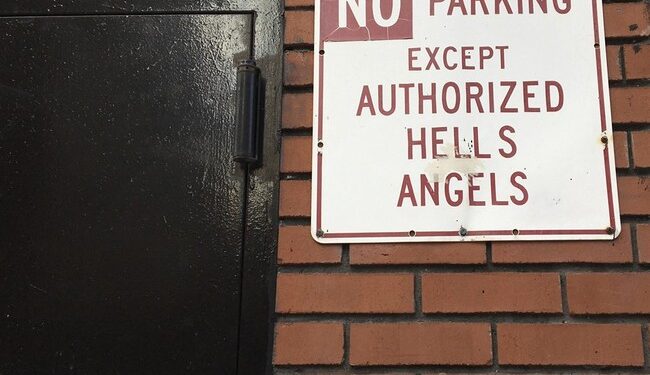 NO PARKING
EXCEPT
AUTHORIZED
HELLS
ANGELS